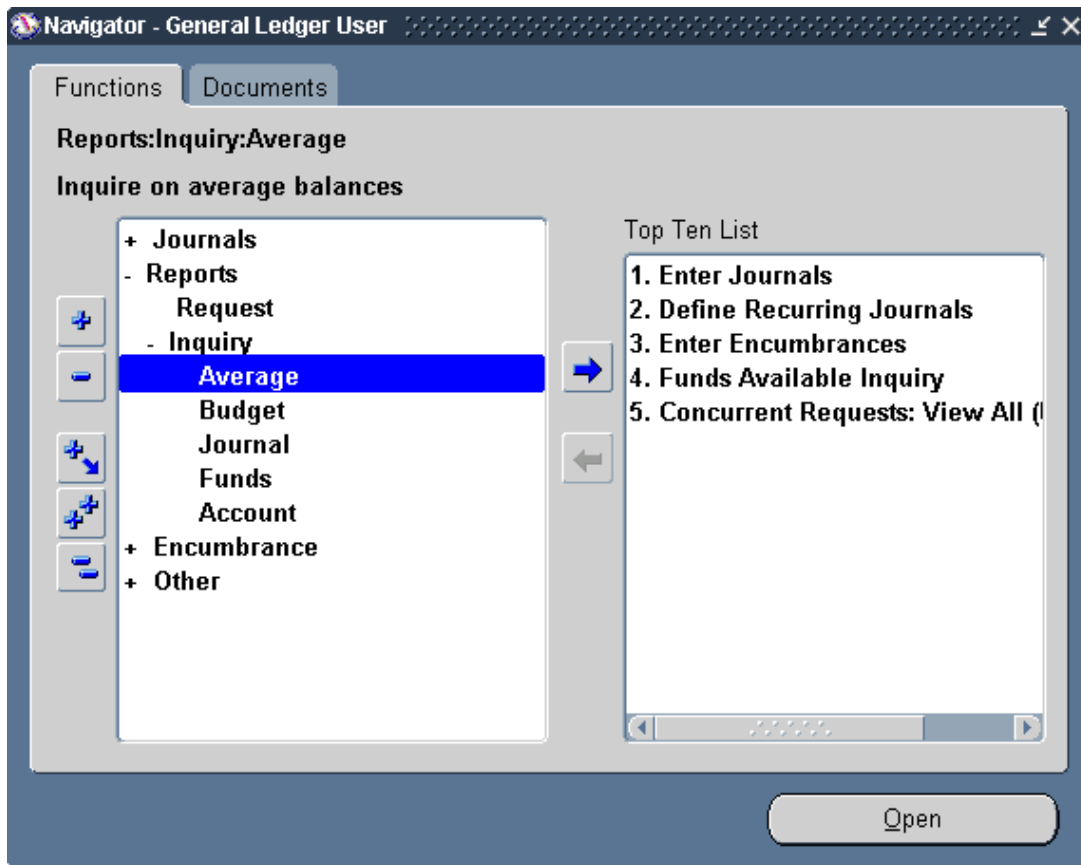 Navigator - General Ledger User
Functions
Documents
Reports:Inquiry:Average
Inquire on average balances
+ Journals
- Reports
Request
- Inquiry
Average
Budget
Journal
Funds
Account
+ Encumbrance
+ Other
Top Ten List
1. Enter Journals
2. Define Recurring Journals
3. Enter Encumbrances
4. Funds Available Inquiry
5. Concurrent Requests: View All (
Open